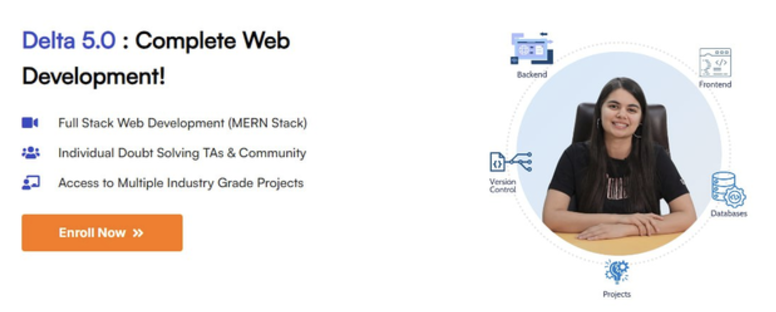 Delta 5.0 : Complete Web
Development!
Full Stack Web Development (MERN Stack)
Individual Doubt Solving TAs & Community
Access to Multiple Industry Grade Projects
Enroll Now »
Backend
Frontend
Version
Control
Databases
Projects